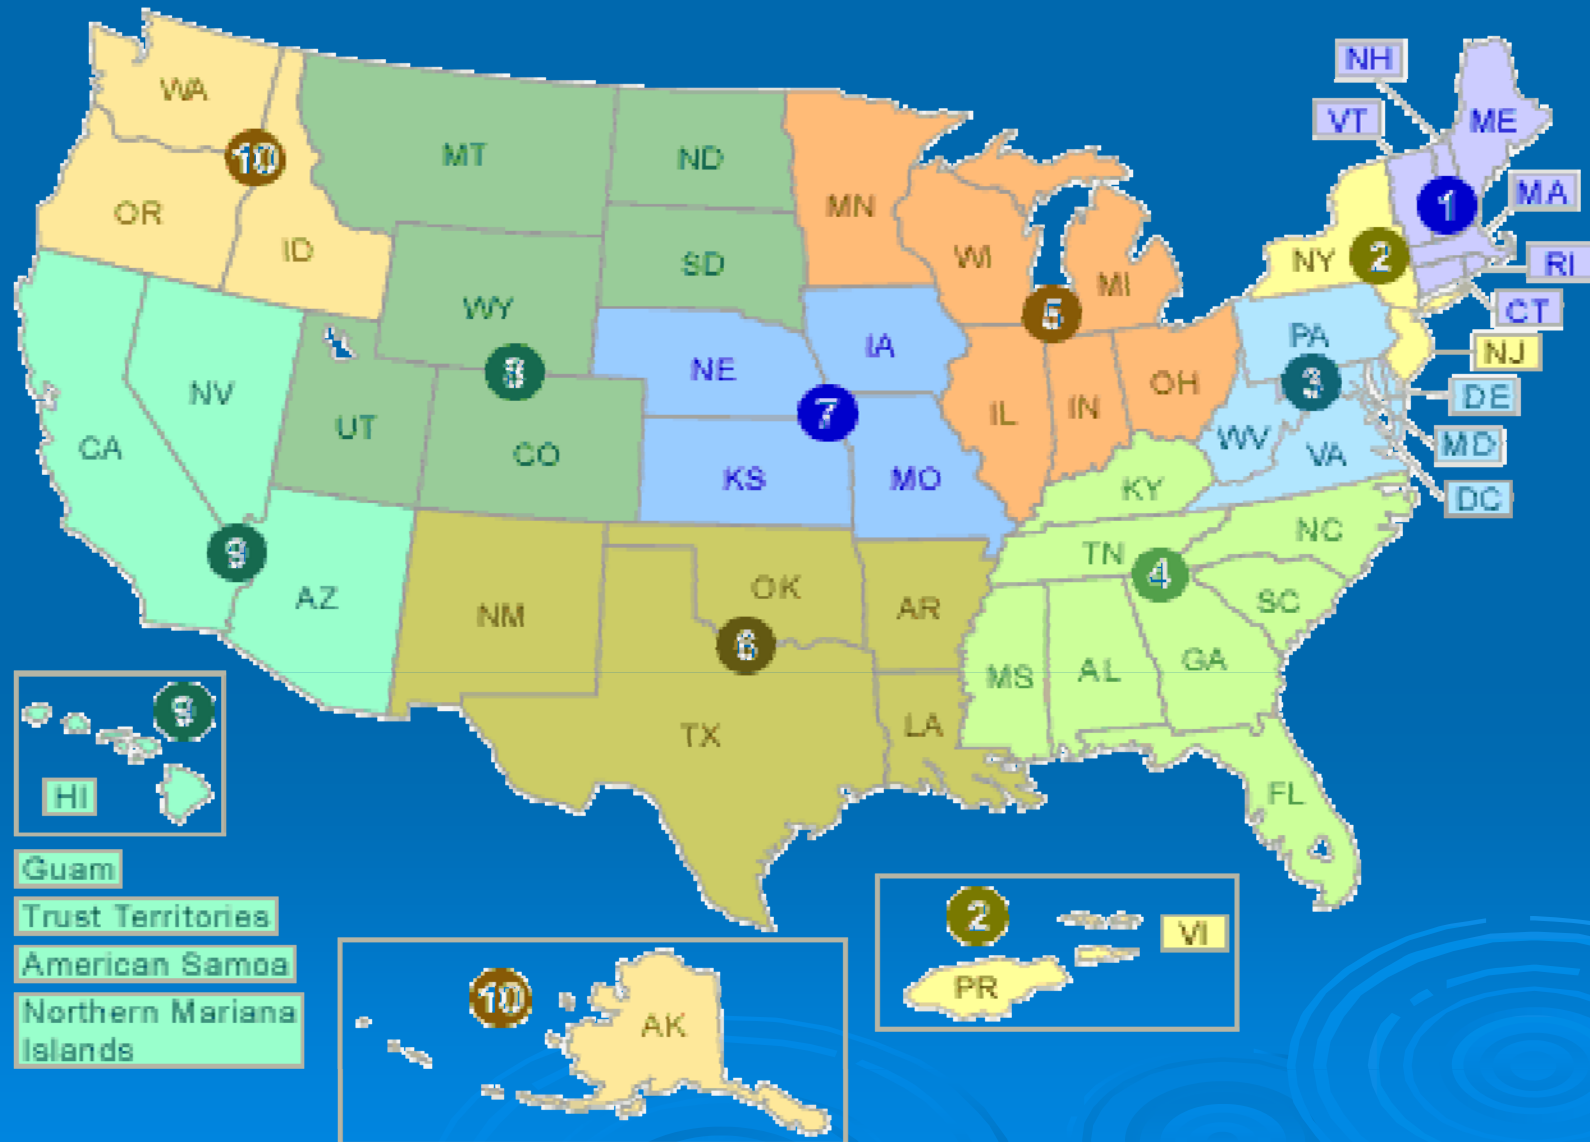 NH
VT
ME
WA
10
MT
ND
MN
MA
1
OR
ID
SD
WI
MI
NY
2
RI
WY
5
CT
IA
PA
NJ
NE
8
3
DE
NV
UT
CO
7
IL
IN
OH
WV
VA
MD
CA
KS
MO
KY
DC
9
TN
NC
4
AZ
NM
OK
AR
SC
6
MS
AL
GA
9
TX
LA
HI
FL
Guam
Trust Territories
2
VI
American Samoa
10
PR
Northern Mariana
Islands
AK